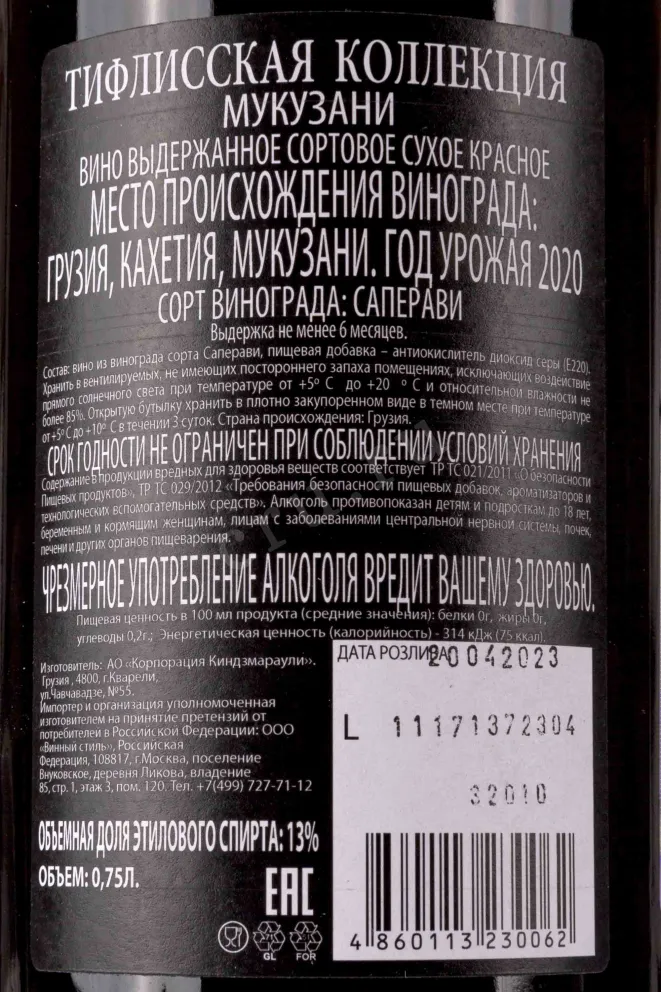 ТИФЛИССКАЯ КОЛЛЕКЦИЯ
МУКУЗАНИ
ВИНО ВЫДЕРЖАННОЕ СОРТОВОЕ СУХОЕ КРАСНОЕ
МЕСТО ПРОИСХОЖДЕНИЯ ВИНОГРАДА:
ГРУЗИЯ, КАХЕТИЯ, МУКУЗАНИ. ГОД УРОЖАЯ 2020
СОРТ ВИНОГРАДА: САПЕРАВИ
Выдержка не менее 6 месяцев.
Состав: вино из винограда сорта Саперави, пищевая добавка – антиокислитель диоксид серы (Е220).
Хранить в вентилируемых, не имеющих постороннего запаха помещениях, исключающих воздействие
прямого солнечного света при температуре от +5° С до +20 ° С и относительной влажности не
более 85%. Открытую бутылку хранить в плотно закупоренном виде в темном месте при температуре
от +5° С до +10° С в течении 3 суток. Страна происхождения: Грузия.
СРОК ГОДНОСТИ НЕ ОГРАНИЧЕН ПРИ СОБЛЮДЕНИИ УСЛОВИЙ ХРАНЕНИЯ
Содержание в продукции вредных для здоровья веществ соответствует ТР ТС 021/2011 «О безопасности
Пищевых продуктов», ТР ТС 029/2012 «Требования безопасности пищевых добавок, ароматизаторов и
технологических вспомогательных средств». Алкоголь противопоказан детям и подросткам до 18 лет,
беременным и кормящим женщинам, лицам с заболеваниями центральной нервной системы, почек,
печени и других органов пищеварения.
ЧРЕЗМЕРНОЕ УПОТРЕБЛЕНИЕ АЛКОГОЛЯ ВРЕДИТ ВАШЕМУ ЗДОРОВЬЮ.
Пищевая ценность в 100 мл продукта (средние значения): белки 0г, жиры 0г,
углеводы 0,2г.; Энергетическая ценность (калорийность) - 314 кДж (75 ккал).
Изготовитель: АО «Корпорация Киндзмараули».
Грузия , 4800, г.Кварели,
ул.Чавчавадзе, №55.
Импортер и организация уполномоченная
изготовителем на принятие претензий от
потребителей в Российской Федерации: ООО
«Винный стиль», Российская
Федерация, 108817, г.Москва, поселение
Внуковское, деревня Ликова, владение
85, стр.1, этаж 3, пом. 120. Тел. +7(499) 727-71-12
ОБЪЕМНАЯ ДОЛЯ ЭТИЛОВОГО СПИРТА: 13%
ОБЪЕМ: 0,75Л.
EAC
GL FOR
ДАТА РОЗЛИВА: 20042023
L 11171372304
32010
4 860113 230062